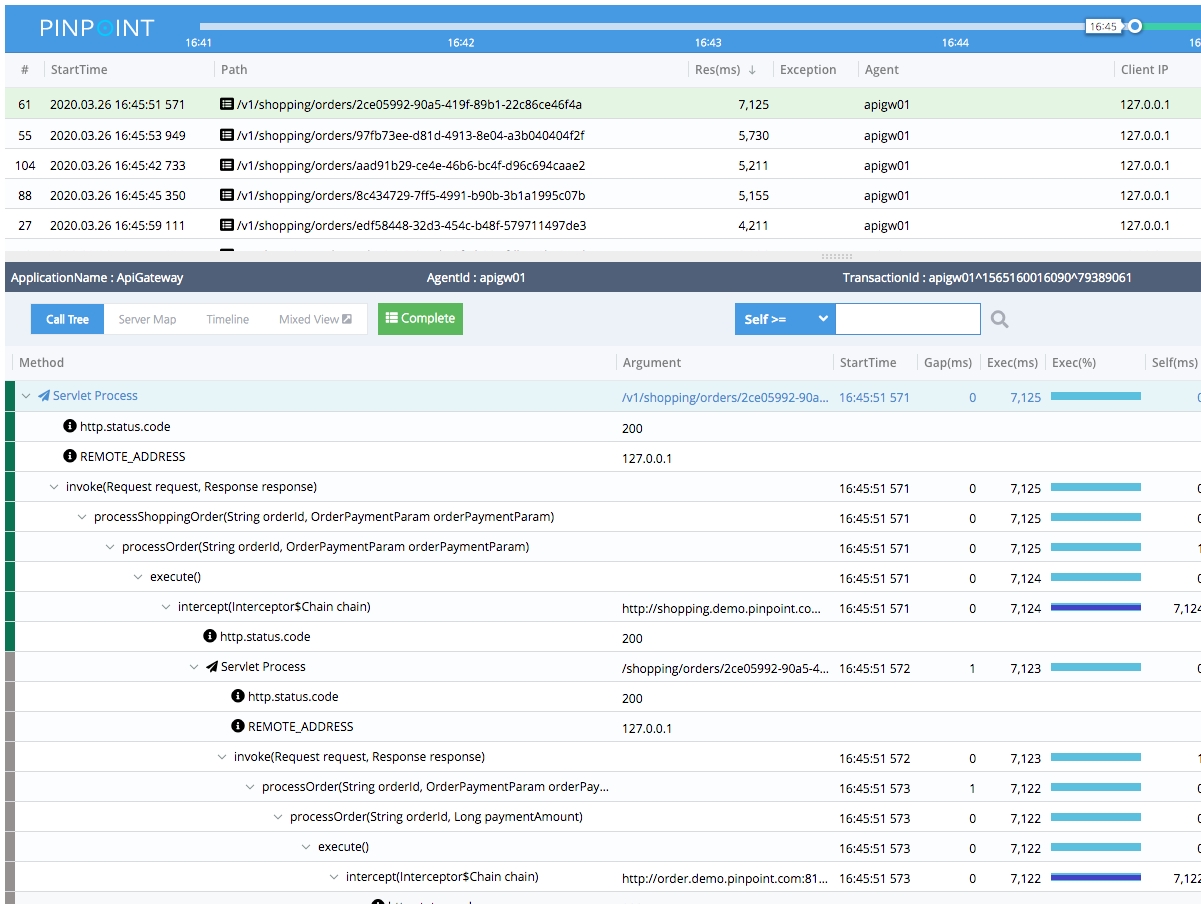 PINPOINT
16:45
16:41 16:42 16:43 16:44 16
# StartTime Path Res(ms) ↓ Exception Agent Client IP
61 2020.03.26 16:45:51 571 /v1/shopping/orders/2ce05992-90a5-419f-89b1-22c86ce46f4a 7,125 apigw01 127.0.0.1
55 2020.03.26 16:45:53 949 /v1/shopping/orders/97fb73ee-d81d-4913-8e04-a3b040404f2f 5,730 apigw01 127.0.0.1
104 2020.03.26 16:45:42 733 /v1/shopping/orders/aad91b29-ce4e-46b6-bc4f-d96c694caae2 5,211 apigw01 127.0.0.1
88 2020.03.26 16:45:45 350 /v1/shopping/orders/8c434729-7ff5-4991-b90b-3b1a1995c07b 5,155 apigw01 127.0.0.1
27 2020.03.26 16:45:59 111 /v1/shopping/orders/edf58448-32d3-454c-b48f-579711497de3 4,211 apigw01 127.0.0.1
ApplicationName : ApiGateway AgentId : apigw01 TransactionId : apigw01^1565160016090^79389061
Call Tree Server Map Timeline Mixed View Complete Self >=
Method Argument StartTime Gap(ms) Exec(ms) Exec(%) Self(ms)
Servlet Process /v1/shopping/orders/2ce05992-90a... 16:45:51 571 0 7,125 0
http.status.code 200
REMOTE_ADDRESS 127.0.0.1
invoke(Request request, Response response) 16:45:51 571 0 7,125 0
processShoppingOrder(String orderId, OrderPaymentParam orderPaymentParam) 16:45:51 571 0 7,125 0
processOrder(String orderId, OrderPaymentParam orderPaymentParam) 16:45:51 571 0 7,125 1
execute() 16:45:51 571 0 7,124 0
intercept(Interceptor$Chain chain) http://shopping.demo.pinpoint.co... 16:45:51 571 0 7,124 7,124
http.status.code 200
Servlet Process /shopping/orders/2ce05992-90a5-4... 16:45:51 572 1 7,123 0
http.status.code 200
REMOTE_ADDRESS 127.0.0.1
invoke(Request request, Response response) 16:45:51 572 0 7,123 1
processOrder(String orderId, OrderPaymentParam orderPay... 16:45:51 573 1 7,122 0
processOrder(String orderId, Long paymentAmount) 16:45:51 573 0 7,122 0
execute() 16:45:51 573 0 7,122 0
intercept(Interceptor$Chain chain) http://order.demo.pinpoint.com:81... 16:45:51 573 0 7,122 7,122